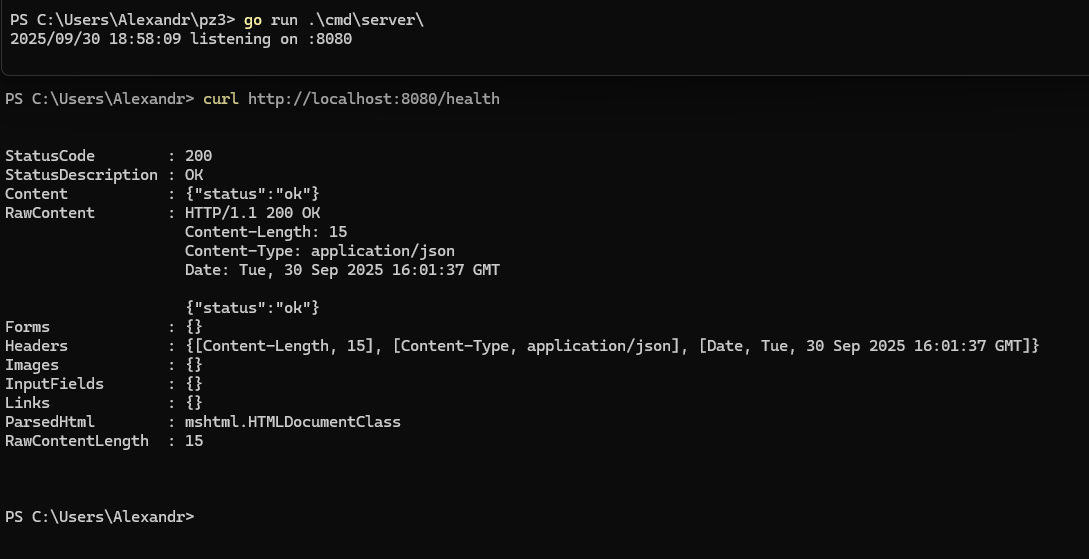 PS C:\Users\Alexandr\pz3> go run .\cmd\server\
2025/09/30 18:58:09 listening on :8080
PS C:\Users\Alexandr> curl http://localhost:8080/health
StatusCode        : 200
StatusDescription : OK
Content           : {"status":"ok"}
RawContent        : HTTP/1.1 200 OK
                    Content-Length: 15
                    Content-Type: application/json
                    Date: Tue, 30 Sep 2025 16:01:37 GMT
                    {"status":"ok"}
Forms             : {}
Headers           : {[Content-Length, 15], [Content-Type, application/json], [Date, Tue, 30 Sep 2025 16:01:37 GMT]}
Images            : {}
InputFields       : {}
Links             : {}
ParsedHtml        : mshtml.HTMLDocumentClass
RawContentLength  : 15
PS C:\Users\Alexandr>